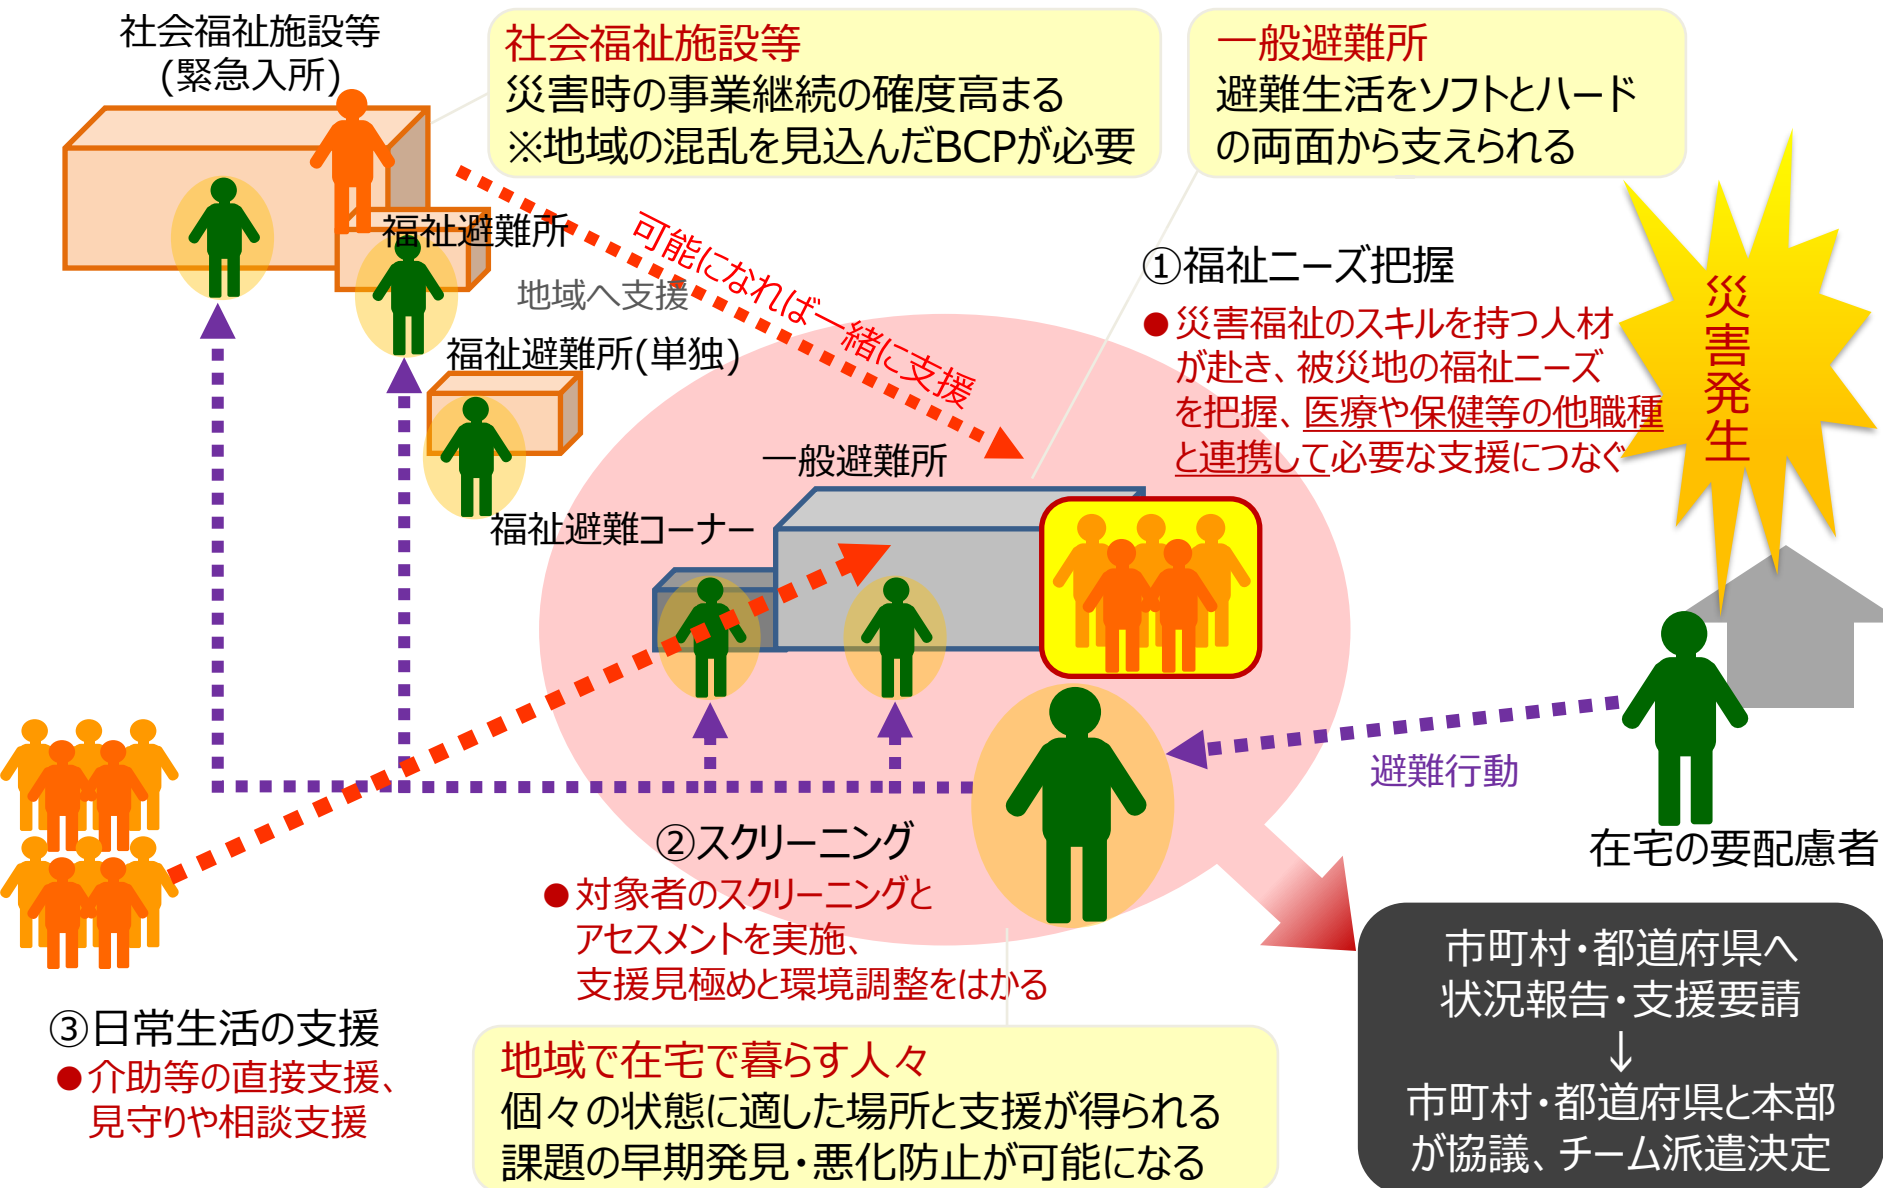 社会福祉施設等
(緊急入所)
社会福祉施設等
災害時の事業継続の確度高まる
※地域の混乱を見込んだBCPが必要
一般避難所
避難生活をソフトとハード
の両面から支えられる
福祉避難所
地域へ支援
可能になれば一緒に支援
福祉避難所(単独)
①福祉ニーズ把握
●災害福祉のスキルを持つ人材
が赴き、被災地の福祉ニーズ
を把握、医療や保健等の他職種
と連携して必要な支援につなぐ
災害発生
一般避難所
福祉避難コーナー
避難行動
在宅の要配慮者
②スクリーニング
●対象者のスクリーニングと
アセスメントを実施、
支援見極めと環境調整をはかる
③日常生活の支援
●介助等の直接支援、
見守りや相談支援
地域で在宅で暮らす人々
個々の状態に適した場所と支援が得られる
課題の早期発見・悪化防止が可能になる
市町村・都道府県へ
状況報告・支援要請
↓
市町村・都道府県と本部
が協議、チーム派遣決定